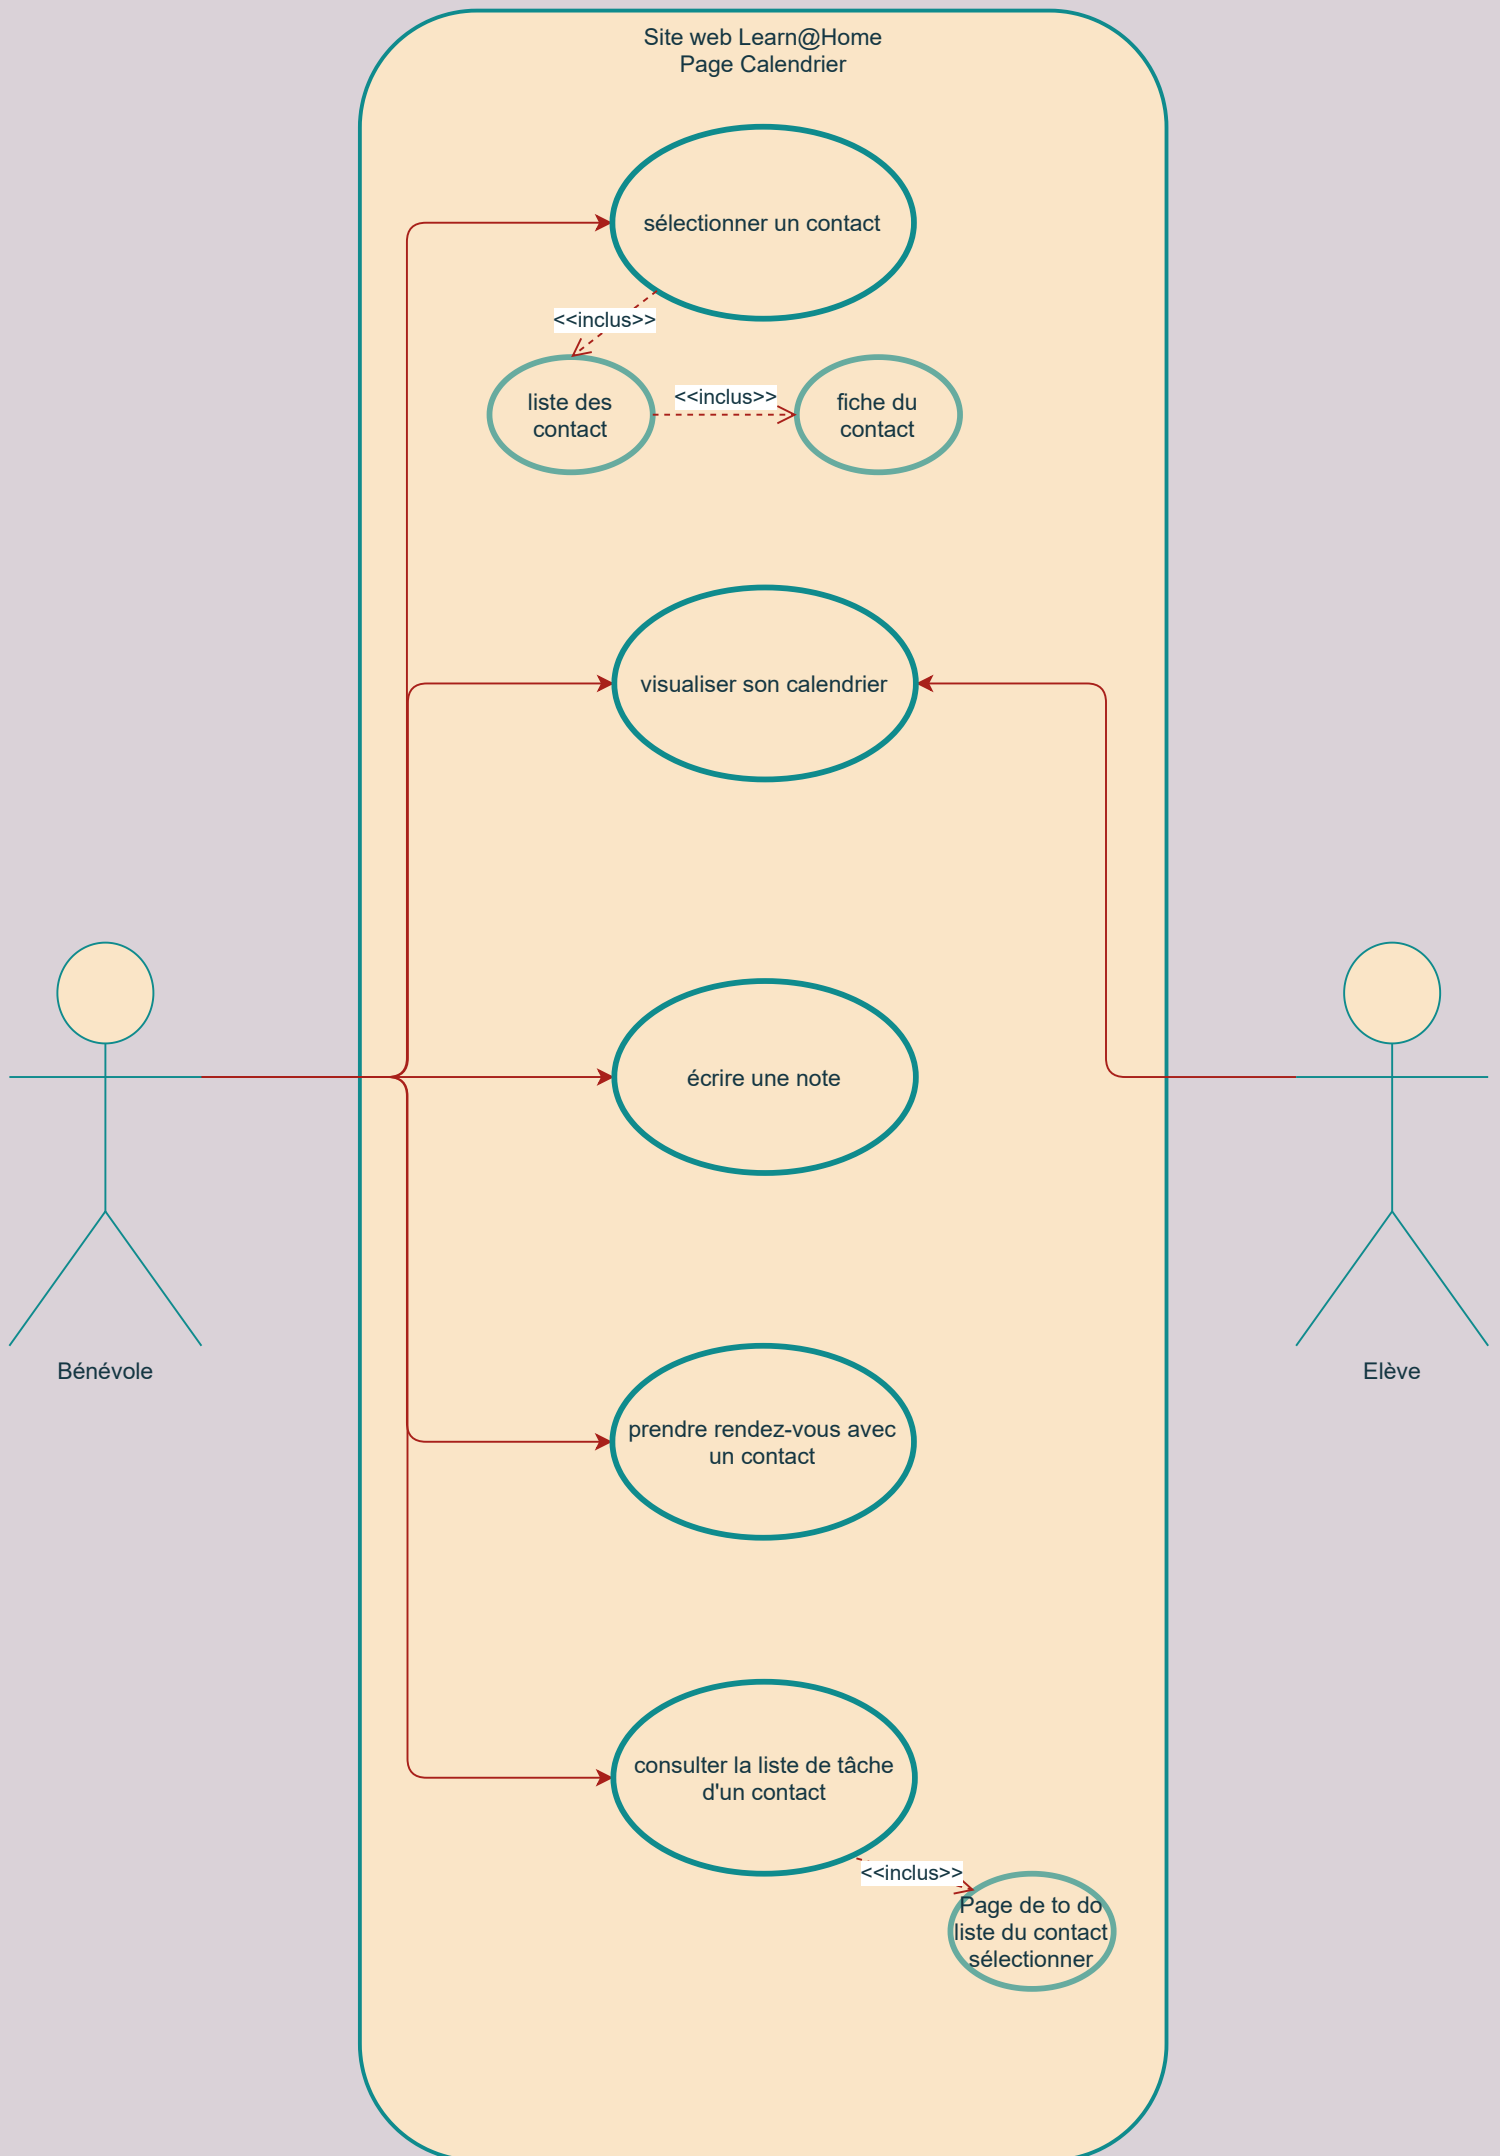 Site web Learn@Home
Page Calendrier
sélectionner un contact
<<inclus>>
liste des
contact
<<inclus>>
fiche du
contact
visualiser son calendrier
écrire une note
Bénévole
Elève
prendre rendez-vous avec
un contact
consulter la liste de tâche
d'un contact
<<inclus>>
Page de to do
liste du contact
sélectionner